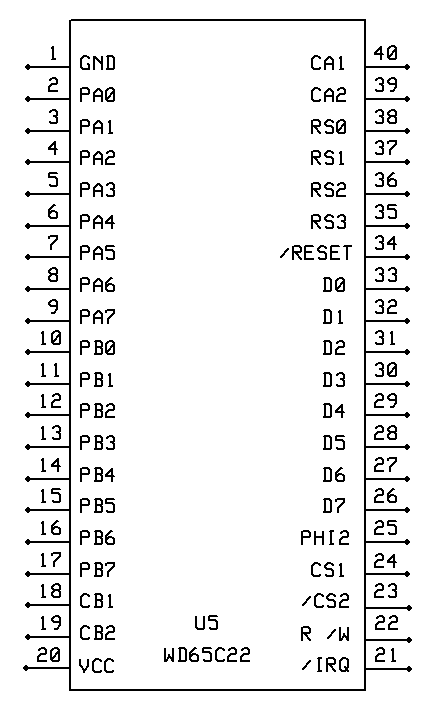 1 GND CA1 40
2 PA0 CA2 39
3 PA1 RS0 38
4 PA2 RS1 37
5 PA3 RS2 36
6 PA4 RS3 35
7 PA5 /RESET 34
8 PA6 D0 33
9 PA7 D1 32
10 PB0 D2 31
11 PB1 D3 30
12 PB2 D4 29
13 PB3 D5 28
14 PB4 D6 27
15 PB5 D7 26
16 PB6 PHI2 25
17 PB7 CS1 24
18 CB1 /CS2 23
19 CB2 U5 R /W 22
20 VCC WD65C22 /IRQ 21